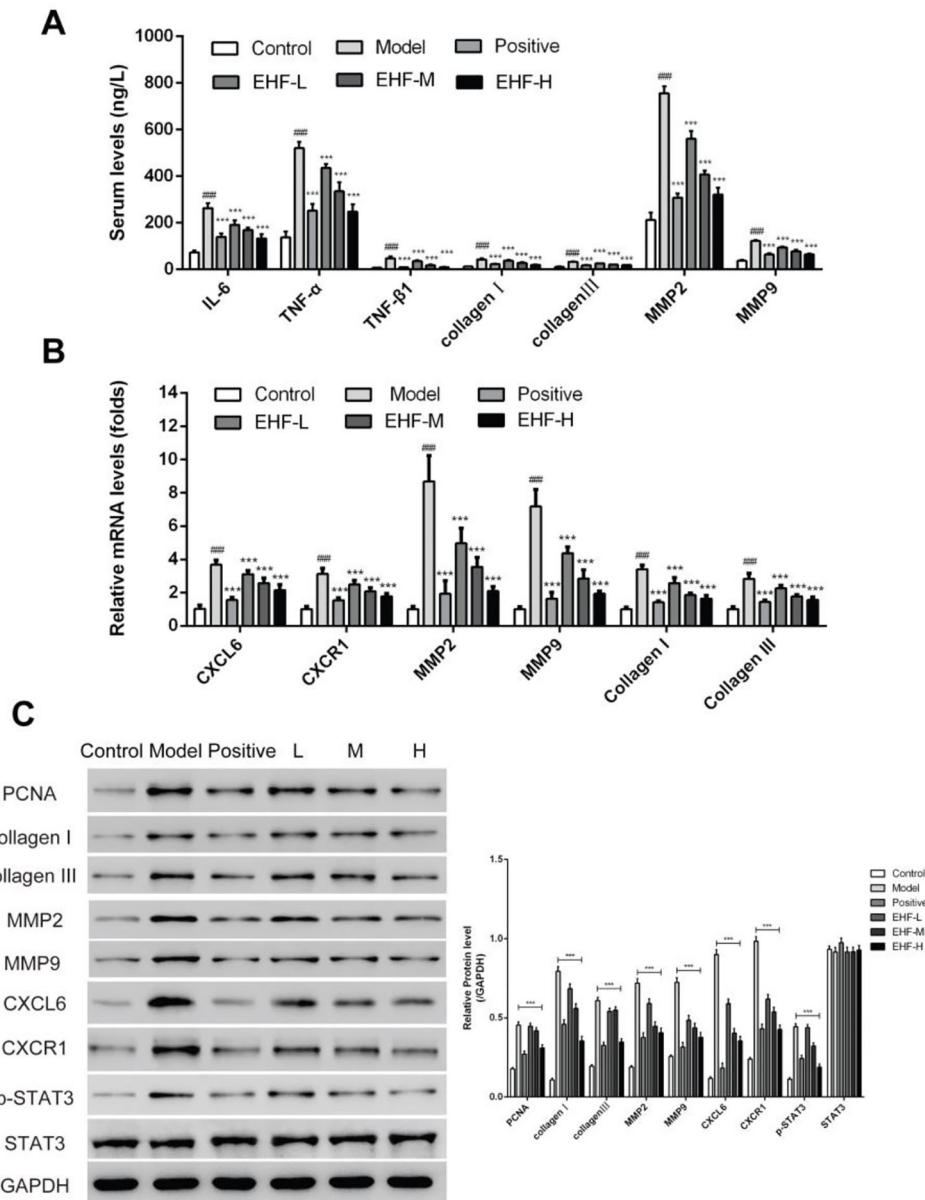 A
1000
800
600
400
200
0
Serum levels (ng/L)
Control Model Positive
EHF-L EHF-M EHF-H
###
***
***
***
***
###
***
***
***
***
###
***
***
***
***
###
***
***
***
***
###
***
***
***
***
###
***
***
***
***
###
***
***
***
***
IL-6 TNF-α TNF-β1 collagen I collagenIII MMP2 MMP9
B
14
12
10
8
6
4
2
0
Relative mRNA levels (folds)
Control Model Positive
EHF-L EHF-M EHF-H
###
***
***
***
***
###
***
***
***
***
###
***
***
***
***
###
***
***
***
***
###
***
***
***
***
###
***
***
***
***
CXCL6 CXCR1 MMP2 MMP9 Collagen I Collagen III
C
Control Model Positive L M H
PCNA
ollagen I
llagen III
MMP2
MMP9
CXCL6
CXCR1
p-STAT3
STAT3
GAPDH
1.5
1.0
0.5
0.0
Relative Protein level
(/GAPDH)
Control
Model
Positive
EHF-L
EHF-M
EHF-H
***
***
***
***
***
***
***
***
PCNA collagen I collagenIII MMP2 MMP9 CXCL6 CXCR1 p-STAT3 STAT3